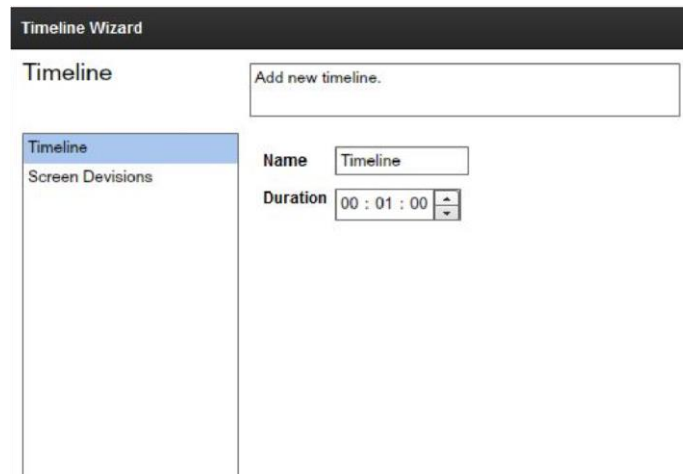 Timeline Wizard
Timeline
Add new timeline.
Timeline
Screen Devisions
Name Timeline
Duration 00 : 01 : 00